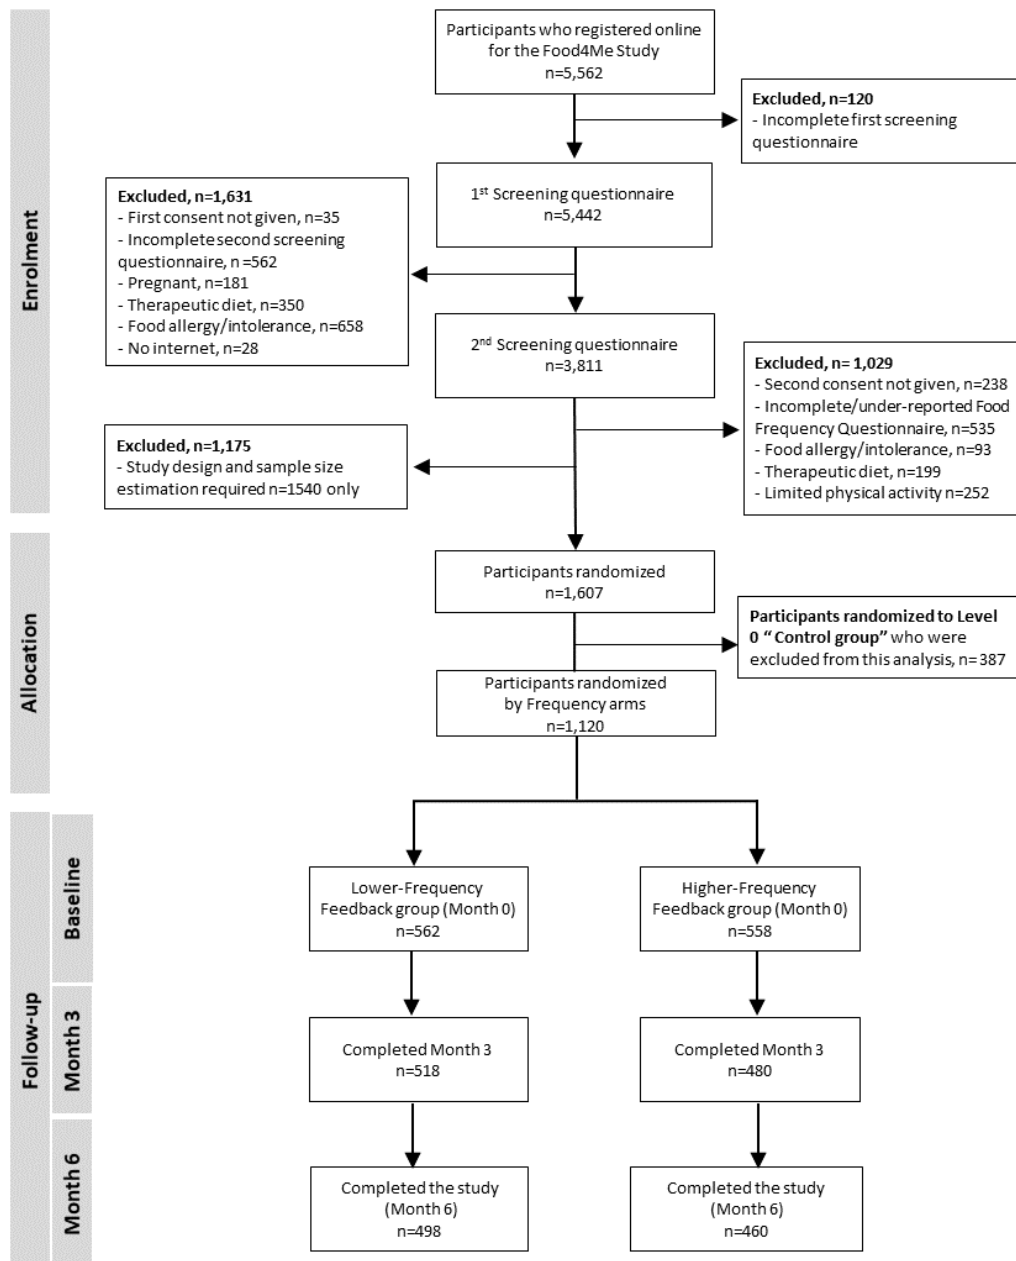 Enrolment
Participants who registered online
for the Food4Me Study
n=5,562
Excluded, n=120
- Incomplete first screening
questionnaire
1st Screening questionnaire
n=5,442
Excluded, n=1,631
- First consent not given, n=35
- Incomplete second screening
questionnaire, n =562
- Pregnant, n=181
- Therapeutic diet, n=350
- Food allergy/intolerance, n=658
- No internet, n=28
2nd Screening questionnaire
n=3,811
Excluded, n= 1,029
- Second consent not given, n=238
- Incomplete/under-reported Food
Frequency Questionnaire, n=535
- Food allergy/intolerance, n=93
- Therapeutic diet, n=199
- Limited physical activity n=252
Excluded, n=1,175
- Study design and sample size
estimation required n=1540 only
Allocation
Participants randomized
n=1,607
Participants randomized to Level
0 “Control group” who were
excluded from this analysis, n=387
Participants randomized
by Frequency arms
n=1,120
Follow-up
Baseline
Lower-Frequency
Feedback group (Month 0)
n=562
Higher-Frequency
Feedback group (Month 0)
n=558
Month 3
Completed Month 3
n=518
Completed Month 3
n=480
Month 6
Completed the study
(Month 6)
n=498
Completed the study
(Month 6)
n=460